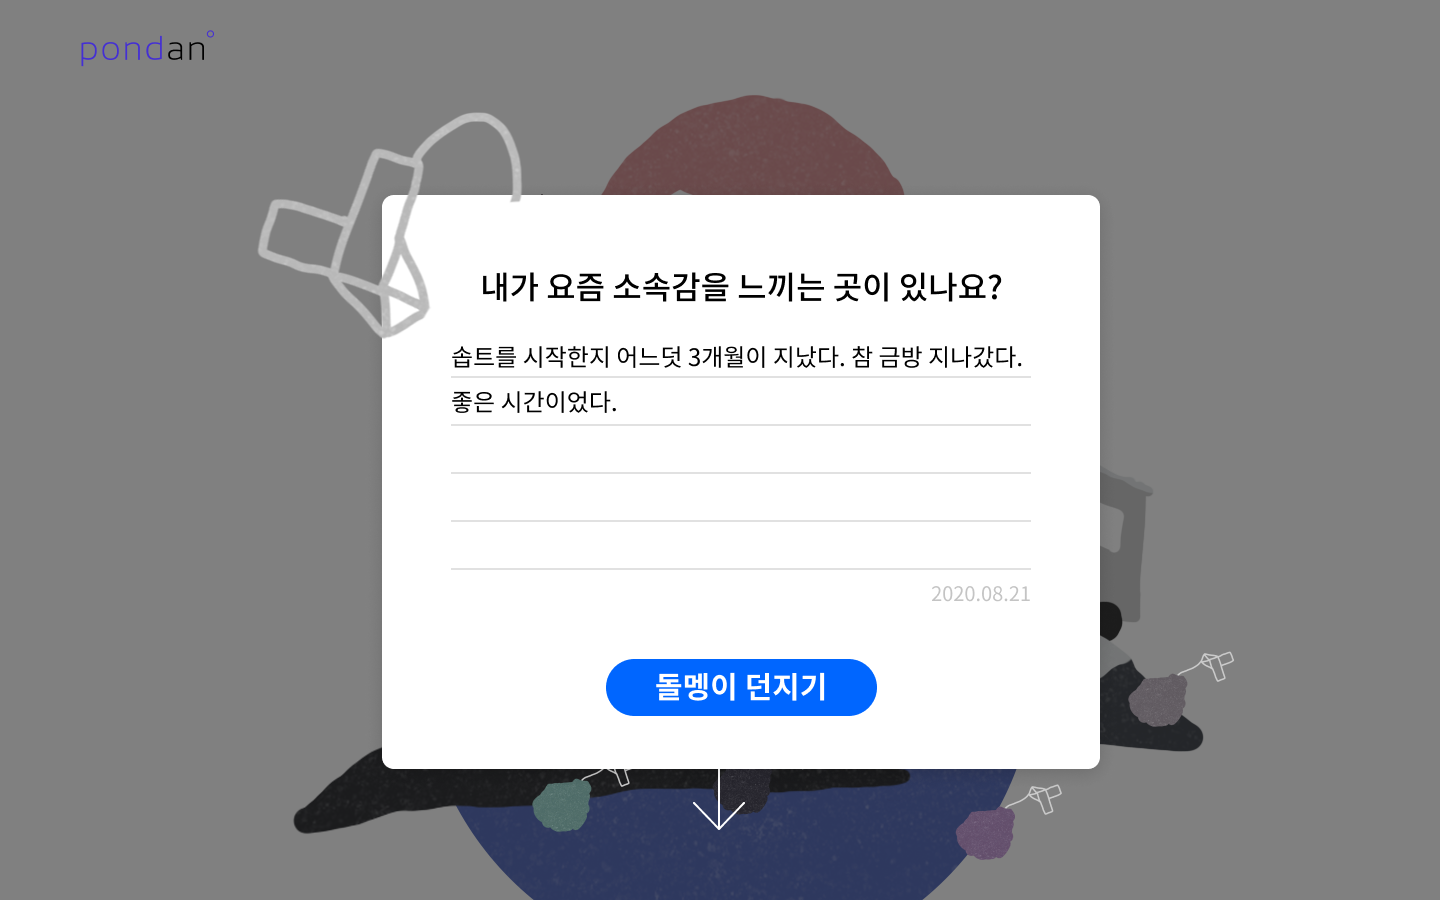 pondan°
내가 요즘 소속감을 느끼는 곳이 있나요?
솝트를 시작한지 어느덧 3개월이 지났다. 참 금방 지나갔다.
좋은 시간이었다.
2020.08.21
돌멩이 던지기